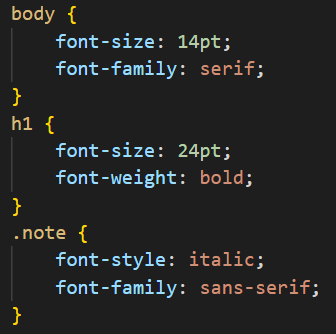 body {
    font-size: 14pt;
    font-family: serif;
}
h1 {
    font-size: 24pt;
    font-weight: bold;
}
.note {
    font-style: italic;
    font-family: sans-serif;
}